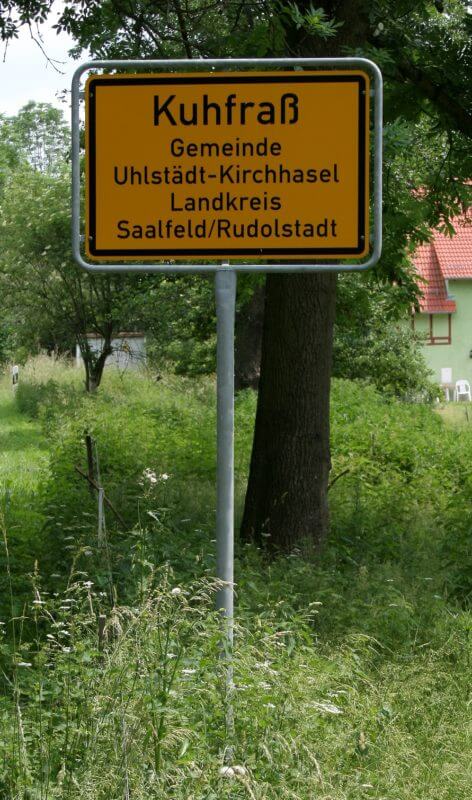 Kuhfraß
Gemeinde
Uhlstädt-Kirchhasel
Landkreis
Saalfeld/Rudolstadt